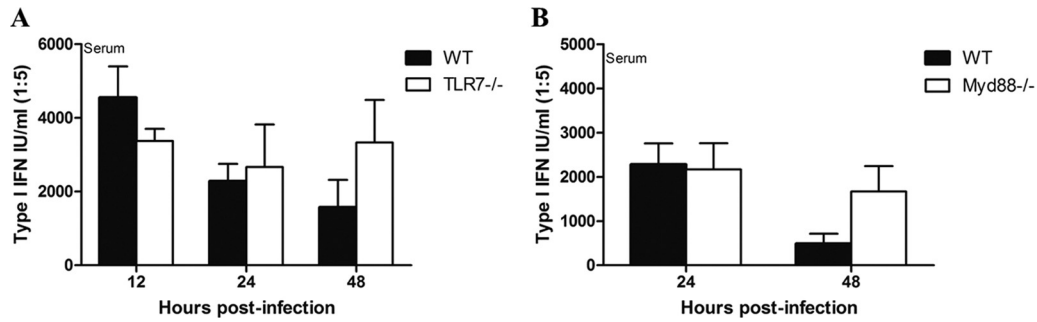 A
Serum
Type I IFN IU/ml (1:5)
6000
4000
2000
0
12
24
48
Hours post-infection
WT
TLR7-/-
B
Serum
Type I IFN IU/ml (1:5)
5000
4000
3000
2000
1000
0
24
48
Hours post-infection
WT
Myd88-/-